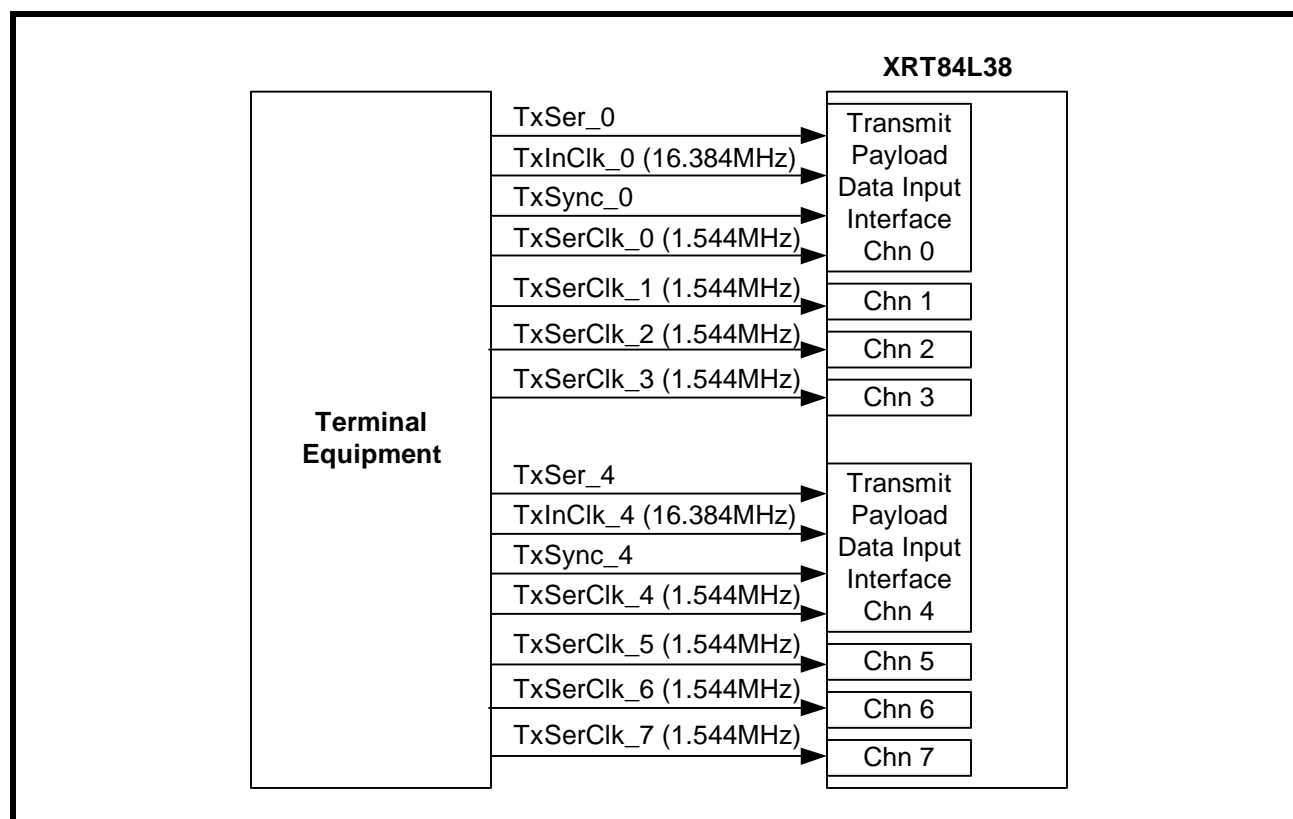 XRT84L38
TxSer_0
TxInClk_0 (16.384MHz)
TxSync_0
TxSerClk_0 (1.544MHz)
Transmit
Payload
Data Input
Interface
Chn 0
TxSerClk_1 (1.544MHz)
Chn 1
TxSerClk_2 (1.544MHz)
Chn 2
TxSerClk_3 (1.544MHz)
Chn 3
Terminal
Equipment
TxSer_4
TxInClk_4 (16.384MHz)
TxSync_4
TxSerClk_4 (1.544MHz)
Transmit
Payload
Data Input
Interface
Chn 4
TxSerClk_5 (1.544MHz)
Chn 5
TxSerClk_6 (1.544MHz)
Chn 6
TxSerClk_7 (1.544MHz)
Chn 7